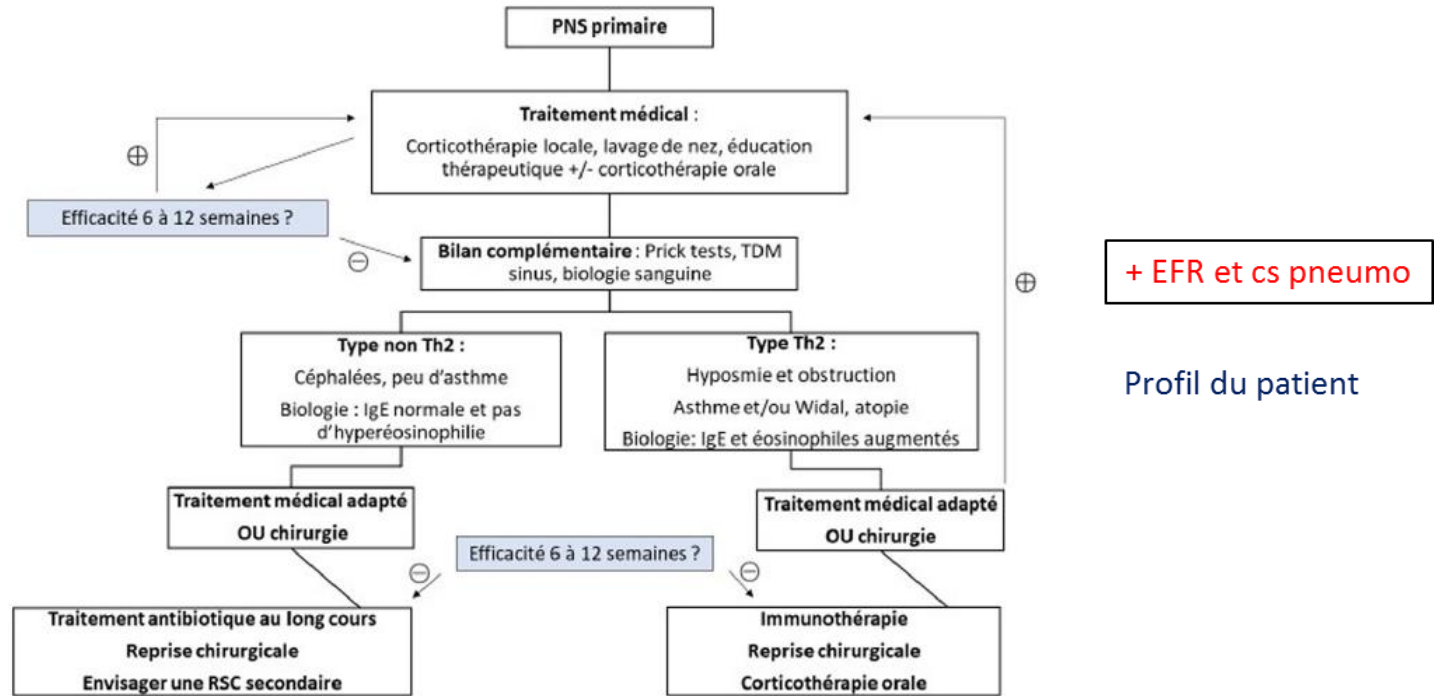 PNS primaire
Traitement médical :
Corticothérapie locale, lavage de nez, éducation
thérapeutique +/- corticothérapie orale
⊕
Efficacité 6 à 12 semaines ?
⊖
Bilan complémentaire : Prick tests, TDM
sinus, biologie sanguine
⊕
+ EFR et cs pneumo
Profil du patient
Type non Th2 :
Céphalées, peu d'asthme
Biologie : IgE normale et pas
d'hyperéosinophilie
Type Th2 :
Hyposmie et obstruction
Asthme et/ou Widal, atopie
Biologie: IgE et éosinophiles augmentés
Traitement médical adapté
OU chirurgie
Traitement médical adapté
OU chirurgie
Efficacité 6 à 12 semaines ?
⊖
⊖
Traitement antibiotique au long cours
Reprise chirurgicale
Envisager une RSC secondaire
Immunothérapie
Reprise chirurgicale
Corticothérapie orale